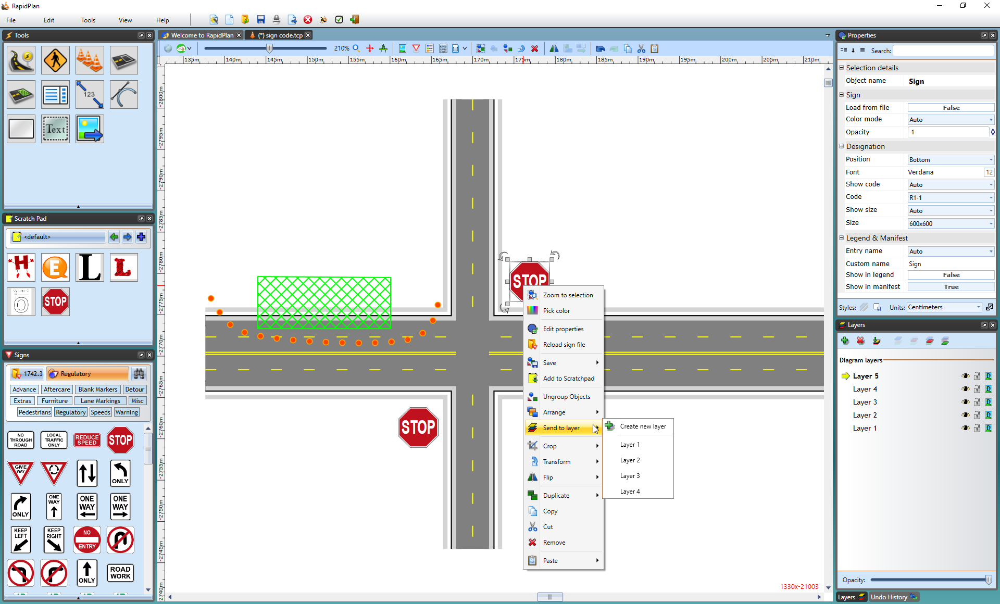 RapidPlan
File Edit Tools View Help
Tools
123
Text
Scratch Pad
<default>
H E L L
My Letter O
O
STOP
Signs
1742.3 Regulatory
Advance Aftercare Blank Markers Detour
Extras Furniture Lane Markings Misc
Pedestrians Regulatory Speeds Warning
NO THROUGH ROAD
LOCAL TRAFFIC ONLY
REDUCE SPEED
STOP
GIVE WAY
ONLY
ONLY
ONE WAY
ONE WAY
ONE WAY
KEEP LEFT
KEEP RIGHT
NO ENTRY
ONLY
ROAD WORK
Welcome to RapidPlan (*) sign code.tcp
210%
135m 140m 145m 150m 155m 160m 165m 170m 175m 180m 185m 190m 195m 200m 205m 210m
-2800m
-2795m
-2790m
-2785m
-2780m
-2775m
-2770m
-2765m
-2760m
-2755m
-2750m
-2745m
2740m
STOP
STOP
Zoom to selection
Pick color
Edit properties
Reload sign file
Save
Add to Scratchpad
Ungroup Objects
Arrange
Send to layer
Crop
Transform
Flip
Duplicate
Copy
Cut
Remove
Paste
Create new layer
Layer 1
Layer 2
Layer 3
Layer 4
1330x-21003
Properties
Search:
Selection details
Object name Sign
Sign
Load from file False
Color mode Auto
Opacity 1
Designation
Position Bottom
Font Verdana 12
Show code Auto
Code R1-1
Show size Auto
Size 600x600
Legend & Manifest
Entry name Auto
Custom name Sign
Show in legend False
Show in manifest True
Styles: Units: Centimeters
Layers
Diagram layers
Layer 5 D
Layer 4 D
Layer 3 D
Layer 2 D
Layer 1 D
Opacity:
Layers Undo History